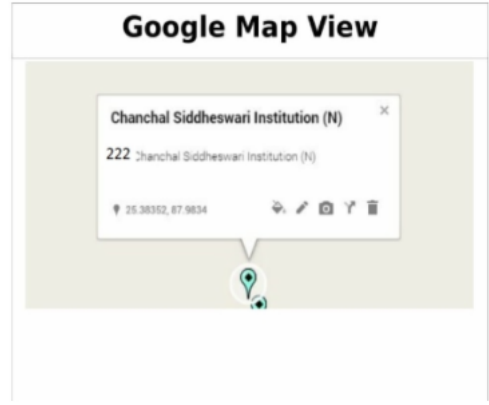 Google Map View
Chanchal Siddheswari Institution (N)
222 Chanchal Siddheswari Institution (N)
25.38352, 87.9834